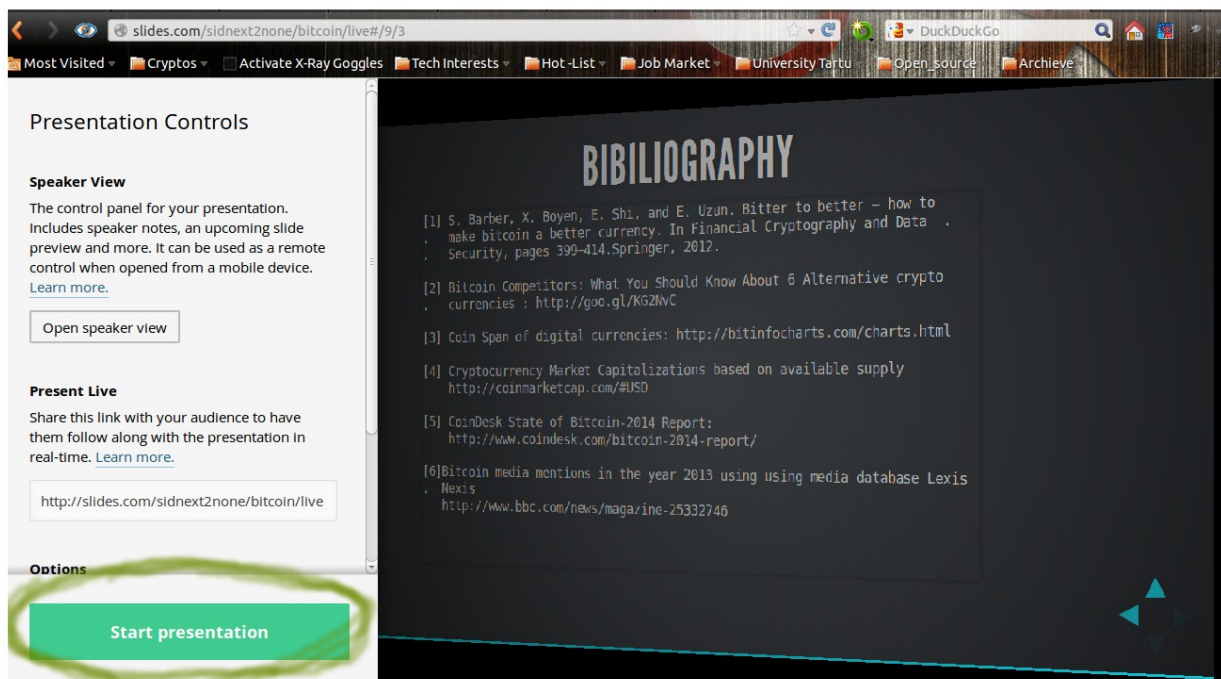 slides.com/sidnext2none/bitcoin/live#/9/3
DuckDuckGo
Most Visited
Cryptos
Activate X-Ray Goggles
Tech Interests
Hot -List
Job Market
University Tartu
Open_source
Archieve
Presentation Controls
Speaker View
The control panel for your presentation.
Includes speaker notes, an upcoming slide
preview and more. It can be used as a remote
control when opened from a mobile device.
Learn more.
Open speaker view
Present Live
Share this link with your audience to have
them follow along with the presentation in
real-time. Learn more.
http://slides.com/sidnext2none/bitcoin/live
Options
Start presentation
BIBILIOGRAPHY
[1] S. Barber, X. Boyen, E. Shi, and E. Uzun. Bitter to better – how to
. make bitcoin a better currency. In Financial Cryptography and Data .
. Security, pages 399–414.Springer, 2012.
[2] Bitcoin Competitors: What You Should Know About 6 Alternative crypto
. currencies : http://goo.gl/KG2NvC
[3] Coin Span of digital currencies: http://bitinfocharts.com/charts.html
[4] Cryptocurrency Market Capitalizations based on available supply
http://coinmarketcap.com/#USD
[5] CoinDesk State of Bitcoin-2014 Report:
http://www.coindesk.com/bitcoin-2014-report/
[6]Bitcoin media mentions in the year 2013 using using media database Lexis
. Nexis
http://www.bbc.com/news/magazine-25332746